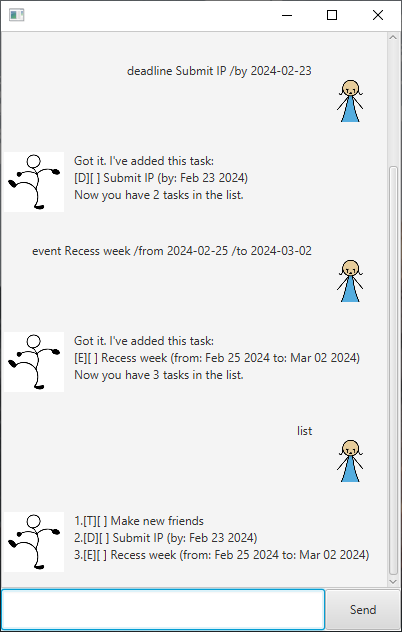 deadline Submit IP /by 2024-02-23
Got it. I've added this task:
[D][ ] Submit IP (by: Feb 23 2024)
Now you have 2 tasks in the list.
event Recess week /from 2024-02-25 /to 2024-03-02
Got it. I've added this task:
[E][ ] Recess week (from: Feb 25 2024 to: Mar 02 2024)
Now you have 3 tasks in the list.
list
1.[T][ ] Make new friends
2.[D][ ] Submit IP (by: Feb 23 2024)
3.[E][ ] Recess week (from: Feb 25 2024 to: Mar 02 2024)
Send